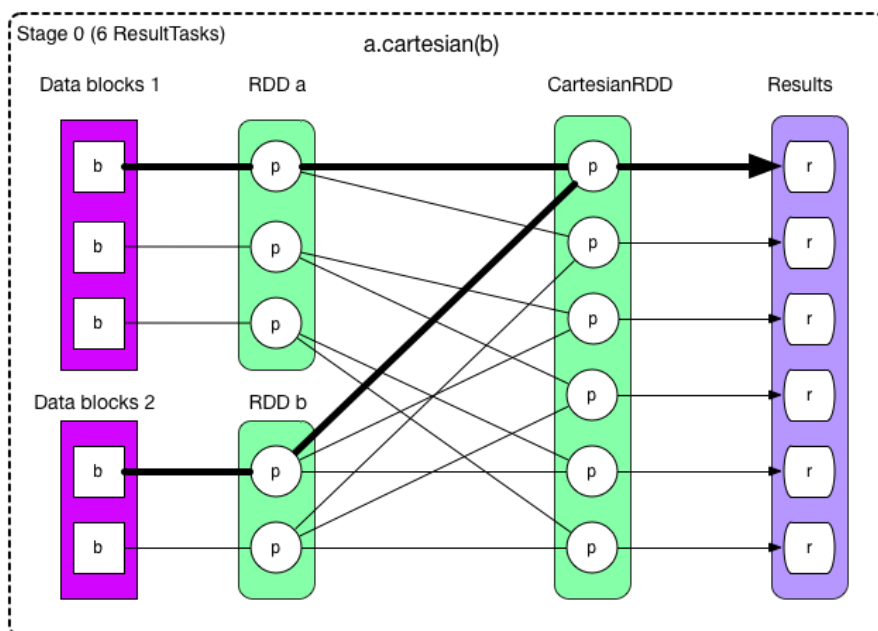 Stage 0 (6 ResultTasks)
a.cartesian(b)
Data blocks 1
RDD a
CartesianRDD
Results
b
p
p
r
b
p
p
r
b
p
p
r
p
r
Data blocks 2
RDD b
b
p
p
r
b
p
p
r